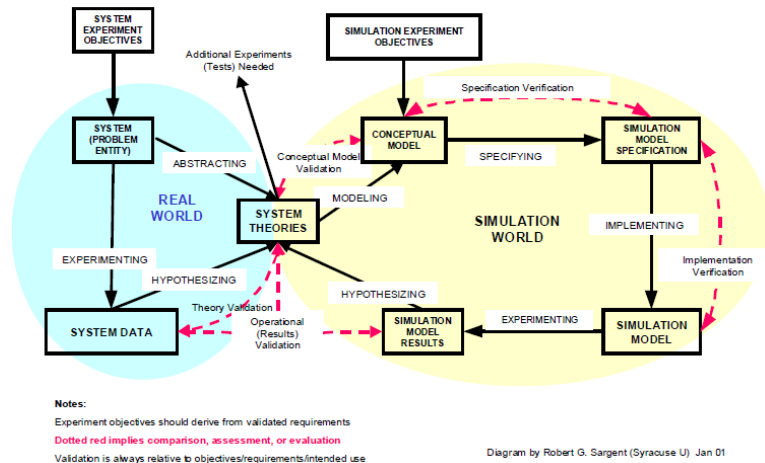 SYSTEM
EXPERIMENT
OBJECTIVES
SIMULATION EXPERIMENT
OBJECTIVES
Additional Experiments
(Tests) Needed
Specification Verification
SYSTEM
(PROBLEM
ENTITY)
CONCEPTUAL
MODEL
SIMULATION
MODEL
SPECIFICATION
ABSTRACTING
Conceptual Model
Validation
SPECIFYING
REAL
WORLD
MODELING
SYSTEM
THEORIES
SIMULATION
WORLD
IMPLEMENTING
EXPERIMENTING
HYPOTHESIZING
HYPOTHESIZING
Implementation
Verification
Theory Validation
SYSTEM DATA
Operational
(Results)
Validation
SIMULATION
MODEL
RESULTS
EXPERIMENTING
SIMULATION
MODEL
Notes:
Experiment objectives should derive from validated requirements
Dotted red implies comparison, assessment, or evaluation
Validation is always relative to objectives/requirements/intended use
Diagram by Robert G. Sargent (Syracuse U) Jan 01